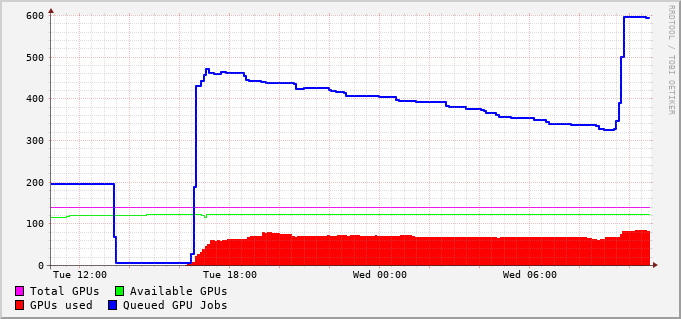 RRDTOOL / TOBI OETIKER
600
500
400
300
200
100
0
Tue 12:00 Tue 18:00 Wed 00:00 Wed 06:00
Total GPUs Available GPUs
GPUs used Queued GPU Jobs